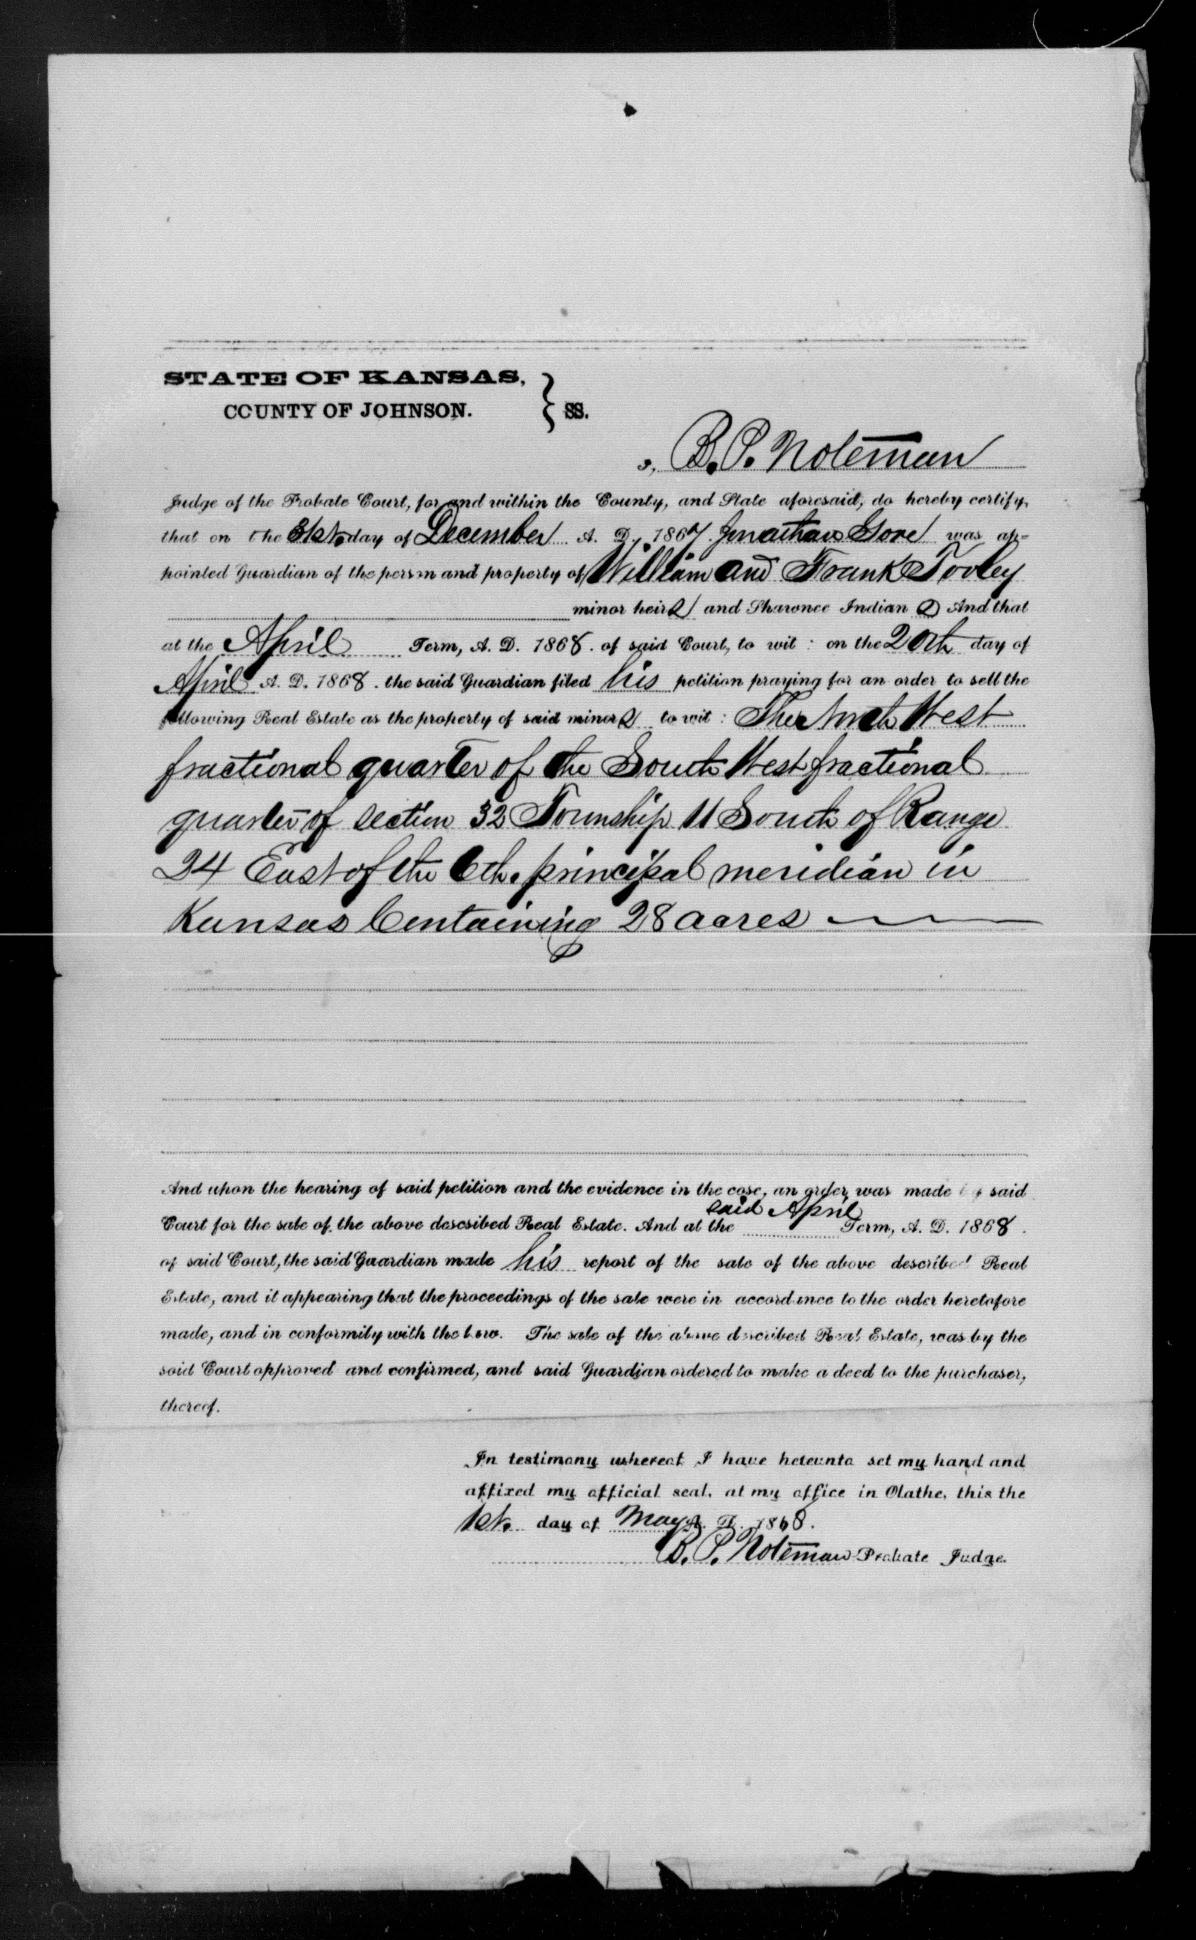 STATE OF KANSAS,
COUNTY OF JOHNSON. } SS.
I, B. P. Noteman
Judge of the Probate Court, for and within the County, and State aforesaid, do hereby certify,
that on the 31st. day of December A. D., 1867. Jonathan Gore was ap-
pointed Guardian of the person and property of William and Frank Tooley
minor heirs and Shawnee Indians And that
at the April Term, A. D. 1868. of said Court, to wit: on the 20th day of
April A. D. 1868. the said Guardian filed his petition praying for an order to sell the
following Real Estate as the property of said minors to wit: The North West
fractional quarter of the South West fractional
quarter of section 32 Township 11 South of Range
24 East of the 6th. principal meridian in
Kansas Containing 28 acres
And upon the hearing of said petition and the evidence in the case, an order was made by said
Court for the sale of the above descsibed Real Estate. And at the said April Term, A. D. 1868.
of said Court, the said Guardian made his report of the sale of the above described Real
Estate, and it appearing that the proceedings of the sale were in accordance to the order heretofore
made, and in conformily with the law. The sale of the above described Real Estate, was by the
said Court approved and confirmed, and said Guardian ordered to make a deed to the purchaser,
thereof.
In testimony whereof I have hereunto set my hand and
affixed my official seal, at my office in Olathe, this the
1st. day of May A. D. 1868.
B. P. Noteman Probate Judge.